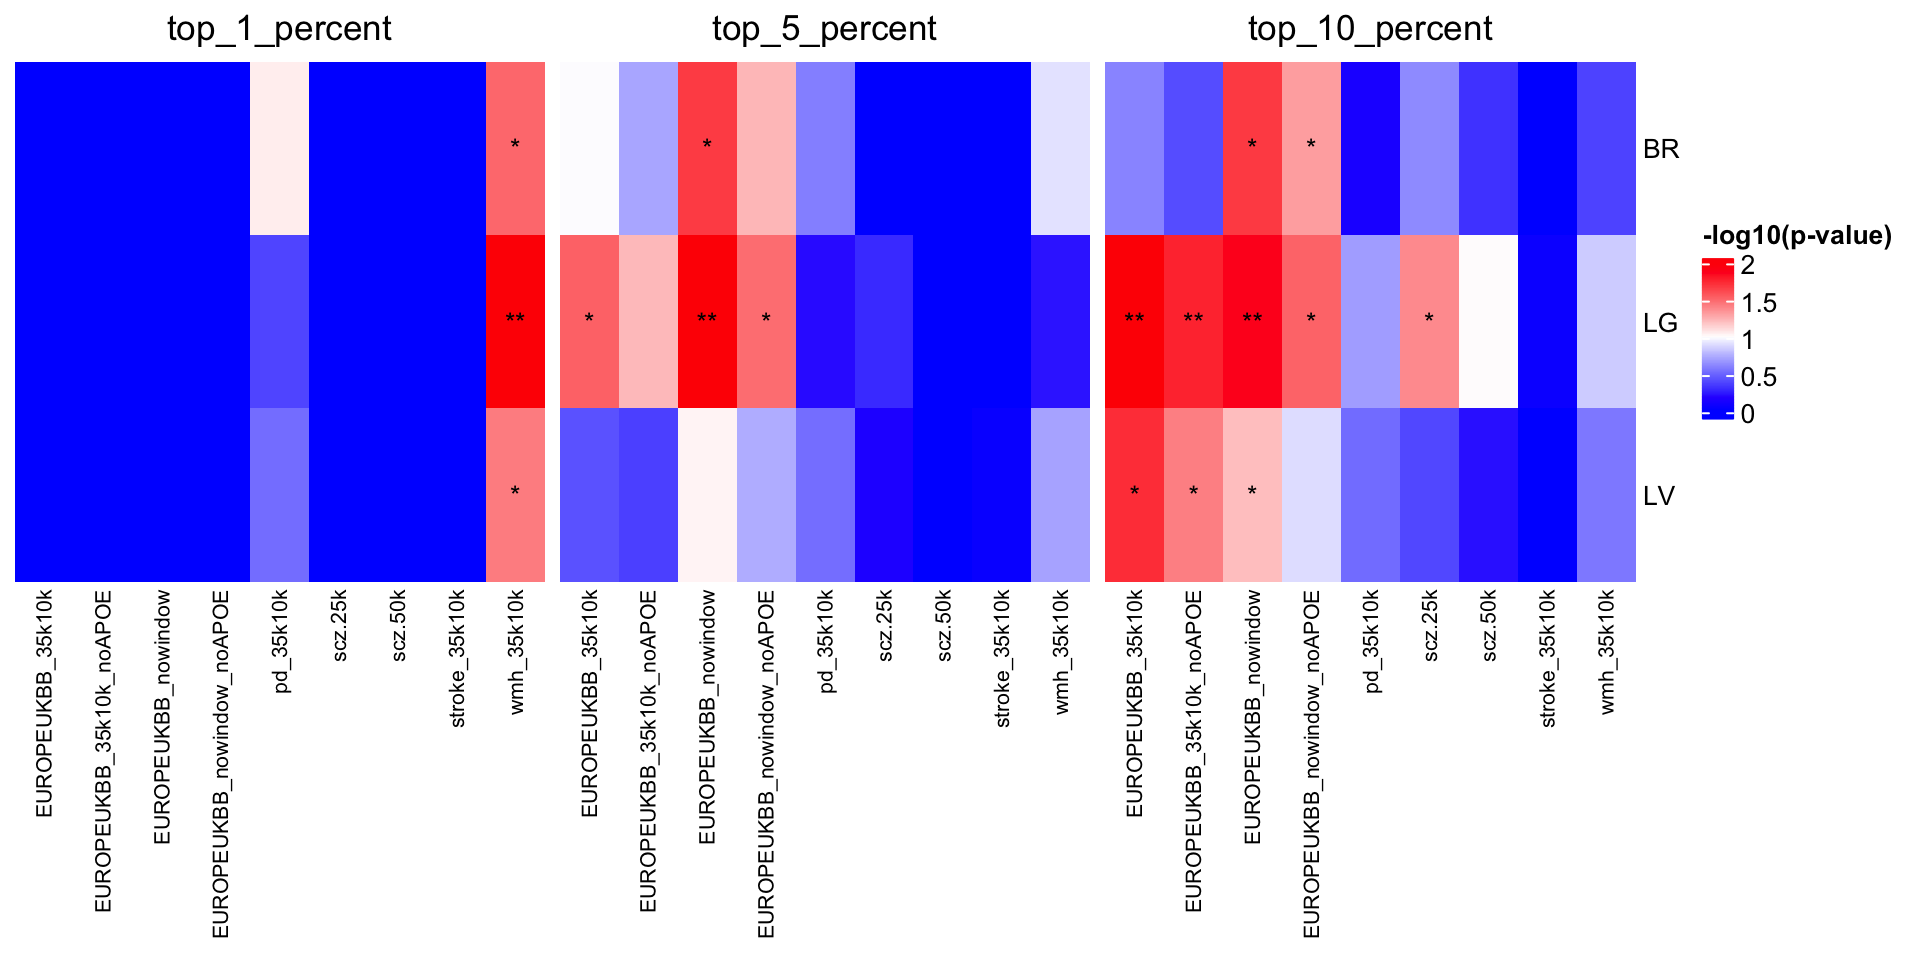 top_1_percent
top_5_percent
top_10_percent
*
*
*
*
BR
**
*
**
*
**
**
**
*
*
LG
*
*
*
*
LV
-log10(p-value)
2
1.5
1
0.5
0
EUROPEUKBB_35k10k
EUROPEUKBB_35k10k_noAPOE
EUROPEUKBB_nowindow
EUROPEUKBB_nowindow_noAPOE
pd_35k10k
scz.25k
scz.50k
stroke_35k10k
wmh_35k10k
EUROPEUKBB_35k10k
EUROPEUKBB_35k10k_noAPOE
EUROPEUKBB_nowindow
EUROPEUKBB_nowindow_noAPOE
pd_35k10k
scz.25k
scz.50k
stroke_35k10k
wmh_35k10k
EUROPEUKBB_35k10k
EUROPEUKBB_35k10k_noAPOE
EUROPEUKBB_nowindow
EUROPEUKBB_nowindow_noAPOE
pd_35k10k
scz.25k
scz.50k
stroke_35k10k
wmh_35k10k